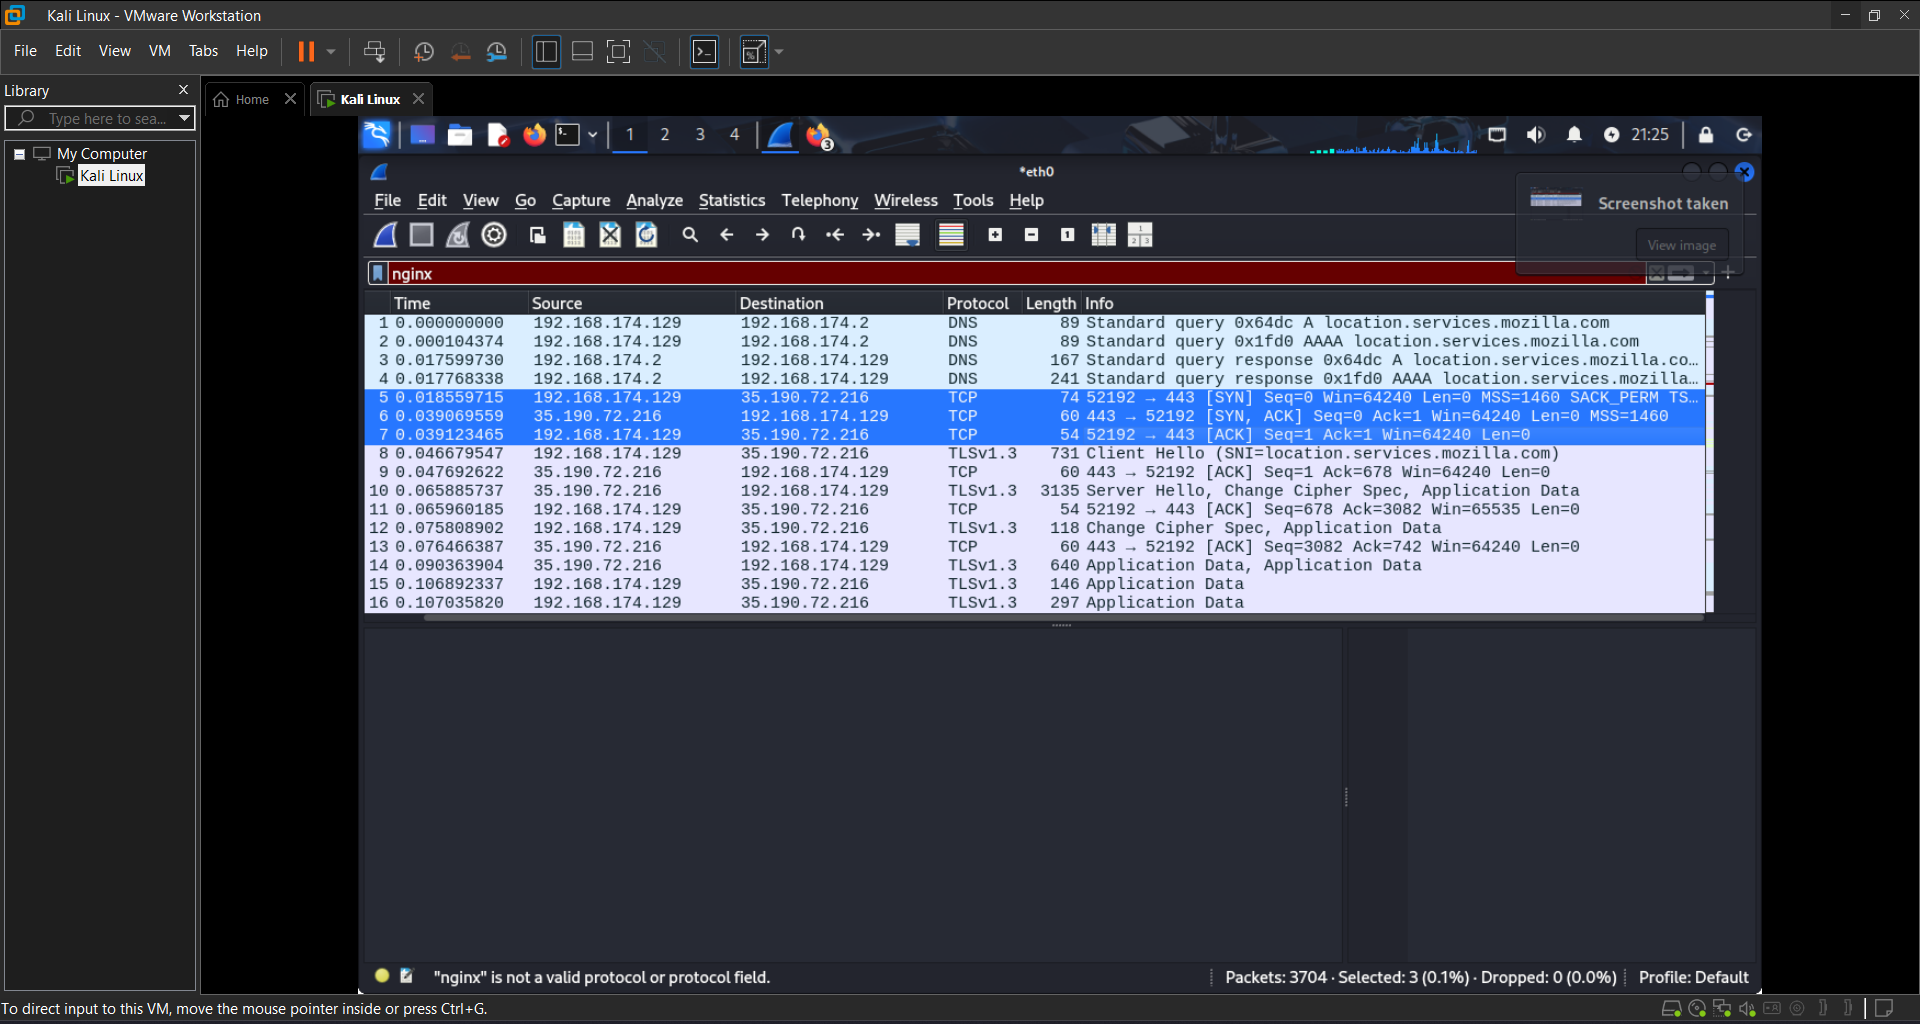 Kali Linux - VMware Workstation
File Edit View VM Tabs Help
Library
Type here to sea...
My Computer
Kali Linux
Home
Kali Linux
1 2 3 4
3
21:25
*eth0
File Edit View Go Capture Analyze Statistics Telephony Wireless Tools Help
Screenshot taken
View image
nginx
Time Source Destination Protocol Length Info
1 0.000000000 192.168.174.129 192.168.174.2 DNS 89 Standard query 0x64dc A location.services.mozilla.com
2 0.000104374 192.168.174.129 192.168.174.2 DNS 89 Standard query 0x1fd0 AAAA location.services.mozilla.com
3 0.017599730 192.168.174.2 192.168.174.129 DNS 167 Standard query response 0x64dc A location.services.mozilla.co…
4 0.017768338 192.168.174.2 192.168.174.129 DNS 241 Standard query response 0x1fd0 AAAA location.services.mozilla…
5 0.018559715 192.168.174.129 35.190.72.216 TCP 74 52192 → 443 [SYN] Seq=0 Win=64240 Len=0 MSS=1460 SACK_PERM TS…
6 0.039069559 35.190.72.216 192.168.174.129 TCP 60 443 → 52192 [SYN, ACK] Seq=0 Ack=1 Win=64240 Len=0 MSS=1460
7 0.039123465 192.168.174.129 35.190.72.216 TCP 54 52192 → 443 [ACK] Seq=1 Ack=1 Win=64240 Len=0
8 0.046679547 192.168.174.129 35.190.72.216 TLSv1.3 731 Client Hello (SNI=location.services.mozilla.com)
9 0.047692622 35.190.72.216 192.168.174.129 TCP 60 443 → 52192 [ACK] Seq=1 Ack=678 Win=64240 Len=0
10 0.065885737 35.190.72.216 192.168.174.129 TLSv1.3 3135 Server Hello, Change Cipher Spec, Application Data
11 0.065960185 192.168.174.129 35.190.72.216 TCP 54 52192 → 443 [ACK] Seq=678 Ack=3082 Win=65535 Len=0
12 0.075808902 192.168.174.129 35.190.72.216 TLSv1.3 118 Change Cipher Spec, Application Data
13 0.076466387 35.190.72.216 192.168.174.129 TCP 60 443 → 52192 [ACK] Seq=3082 Ack=742 Win=64240 Len=0
14 0.090363904 35.190.72.216 192.168.174.129 TLSv1.3 640 Application Data, Application Data
15 0.106892337 192.168.174.129 35.190.72.216 TLSv1.3 146 Application Data
16 0.107035820 192.168.174.129 35.190.72.216 TLSv1.3 297 Application Data
"nginx" is not a valid protocol or protocol field.
Packets: 3704 · Selected: 3 (0.1%) · Dropped: 0 (0.0%)
Profile: Default
To direct input to this VM, move the mouse pointer inside or press Ctrl+G.